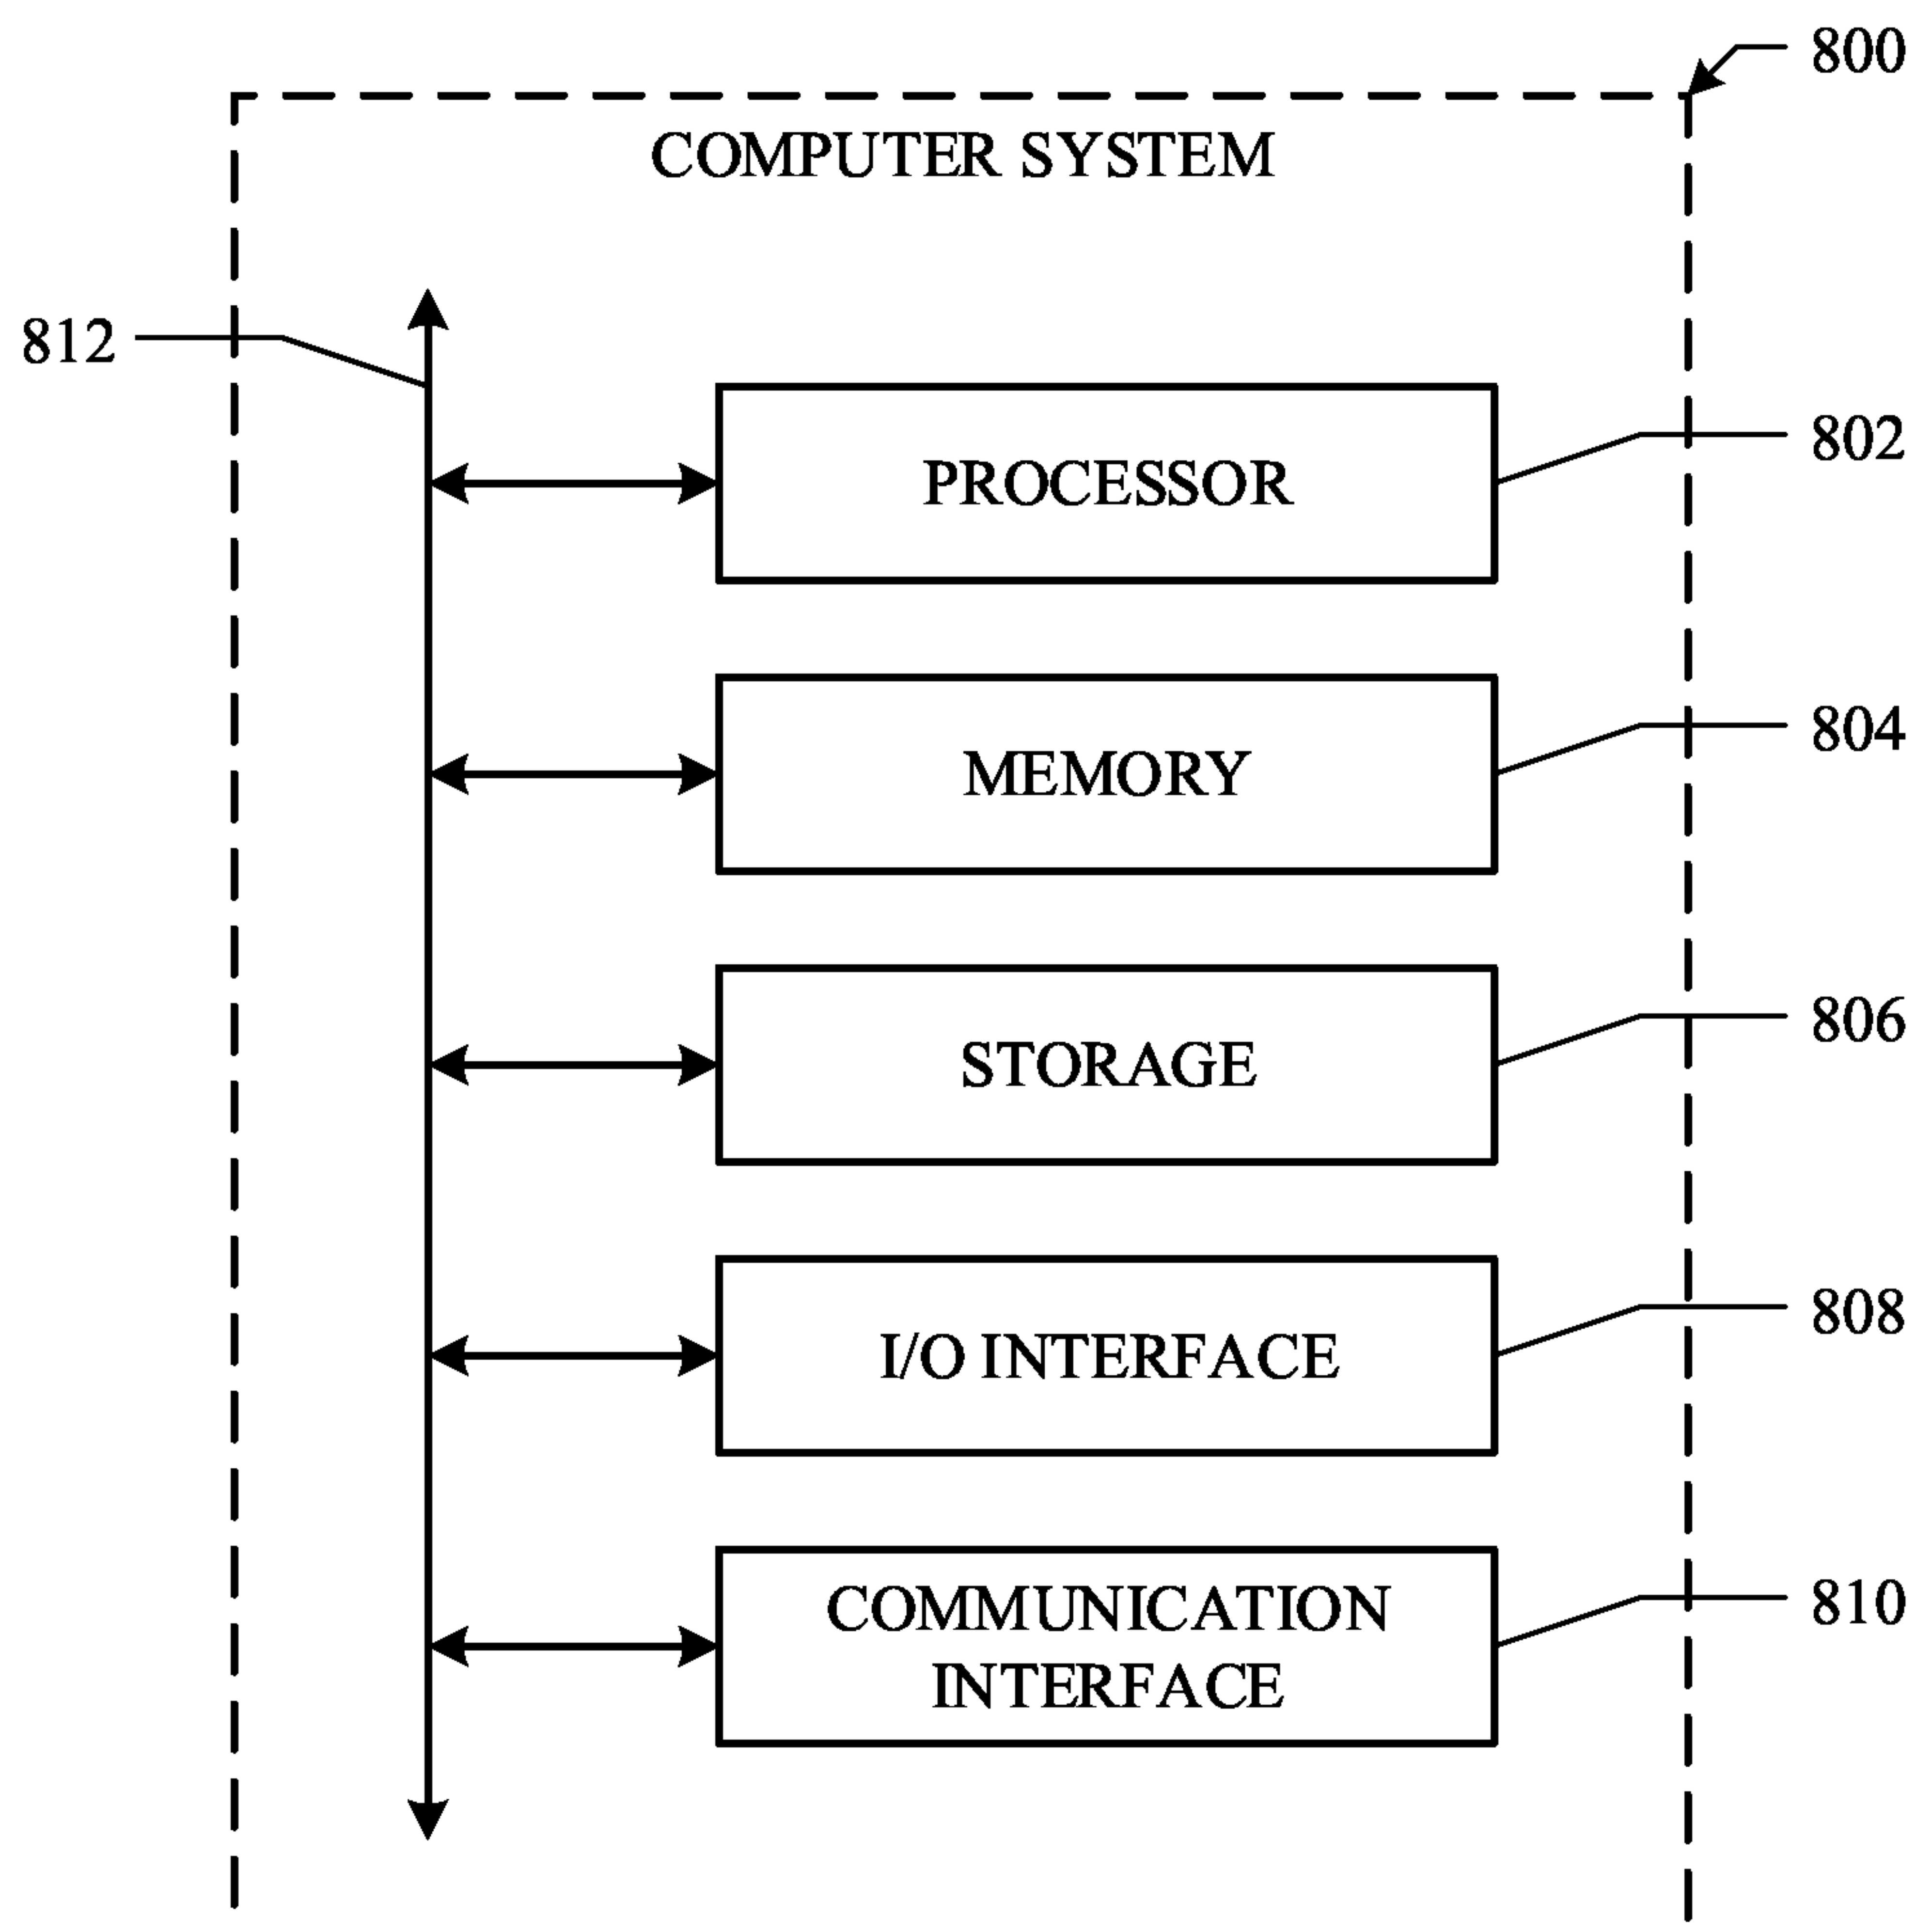 800
COMPUTER SYSTEM
812
802
PROCESSOR
804
MEMORY
806
STORAGE
808
I/O INTERFACE
810
COMMUNICATION
INTERFACE